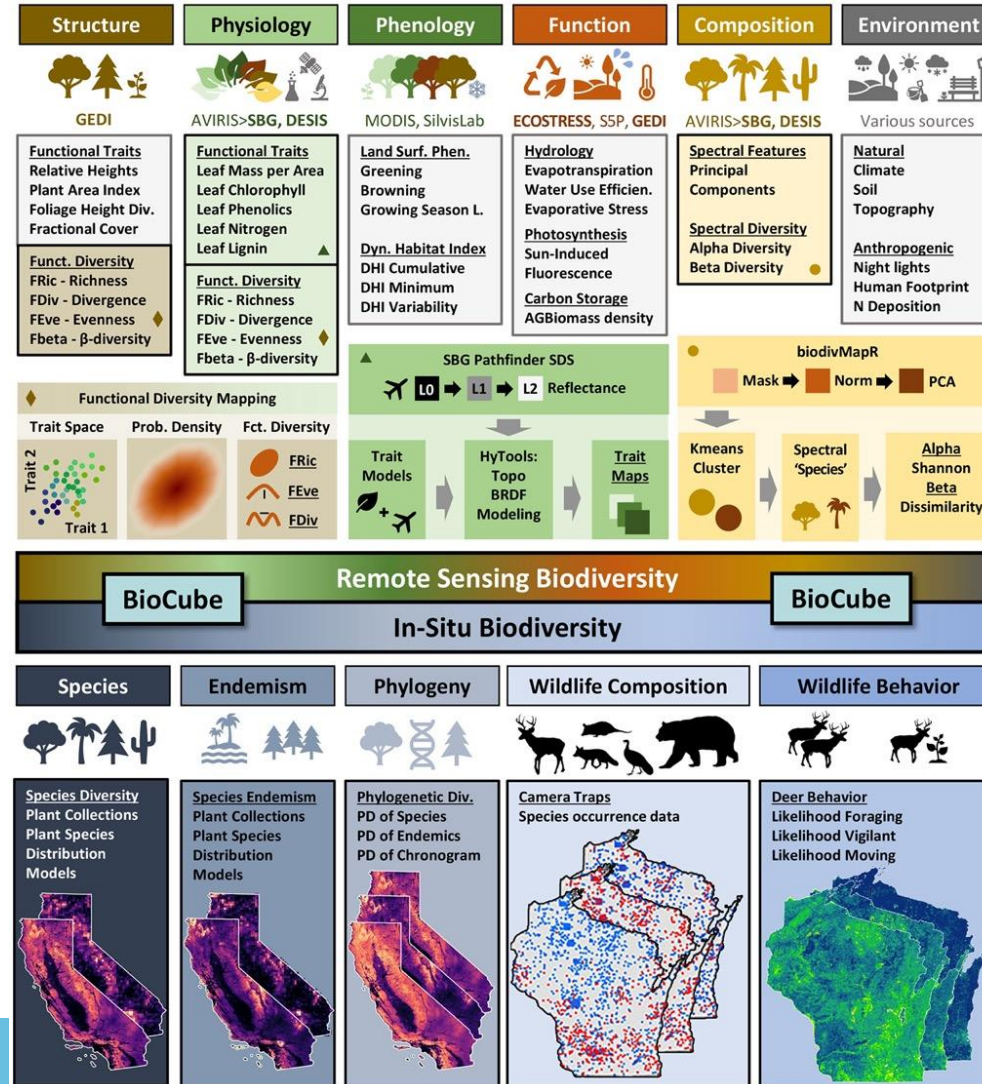 Structure
Physiology
Phenology
Function
Composition
Environment
GEDI
AVIRIS>SBG, DESIS
MODIS, SilvisLab
ECOSTRESS, S5P, GEDI
AVIRIS>SBG, DESIS
Various sources
Functional Traits
Relative Heights
Plant Area Index
Foliage Height Div.
Fractional Cover
Funct. Diversity
FRic - Richness
FDiv - Divergence
FEve - Evenness
Fbeta - β-diversity
Functional Traits
Leaf Mass per Area
Leaf Chlorophyll
Leaf Phenolics
Leaf Nitrogen
Leaf Lignin
Funct. Diversity
FRic - Richness
FDiv - Divergence
FEve - Evenness
Fbeta - β-diversity
Land Surf. Phen.
Greening
Browning
Growing Season L.
Dyn. Habitat Index
DHI Cumulative
DHI Minimum
DHI Variability
Hydrology
Evapotranspiration
Water Use Efficien.
Evaporative Stress
Photosynthesis
Sun-Induced
Fluorescence
Carbon Storage
AGBiomass density
Spectral Features
Principal
Components
Spectral Diversity
Alpha Diversity
Beta Diversity
Natural
Climate
Soil
Topography
Anthropogenic
Night lights
Human Footprint
N Deposition
Functional Diversity Mapping
Trait Space
Prob. Density
Fct. Diversity
Trait 2
Trait 1
FRic
FEve
FDiv
SBG Pathfinder SDS
L0
L1
L2
Reflectance
Trait
Models
HyTools:
Topo
BRDF
Modeling
Trait
Maps
biodivMapR
Mask
Norm
PCA
Kmeans
Cluster
Spectral
'Species'
Alpha
Shannon
Beta
Dissimilarity
Remote Sensing Biodiversity
BioCube
BioCube
In-Situ Biodiversity
Species
Endemism
Phylogeny
Wildlife Composition
Wildlife Behavior
Species Diversity
Plant Collections
Plant Species
Distribution
Models
Species Endemism
Plant Collections
Plant Species
Distribution
Models
Phylogenetic Div.
PD of Species
PD of Endemics
PD of Chronogram
Camera Traps
Species occurrence data
Deer Behavior
Likelihood Foraging
Likelihood Vigilant
Likelihood Moving